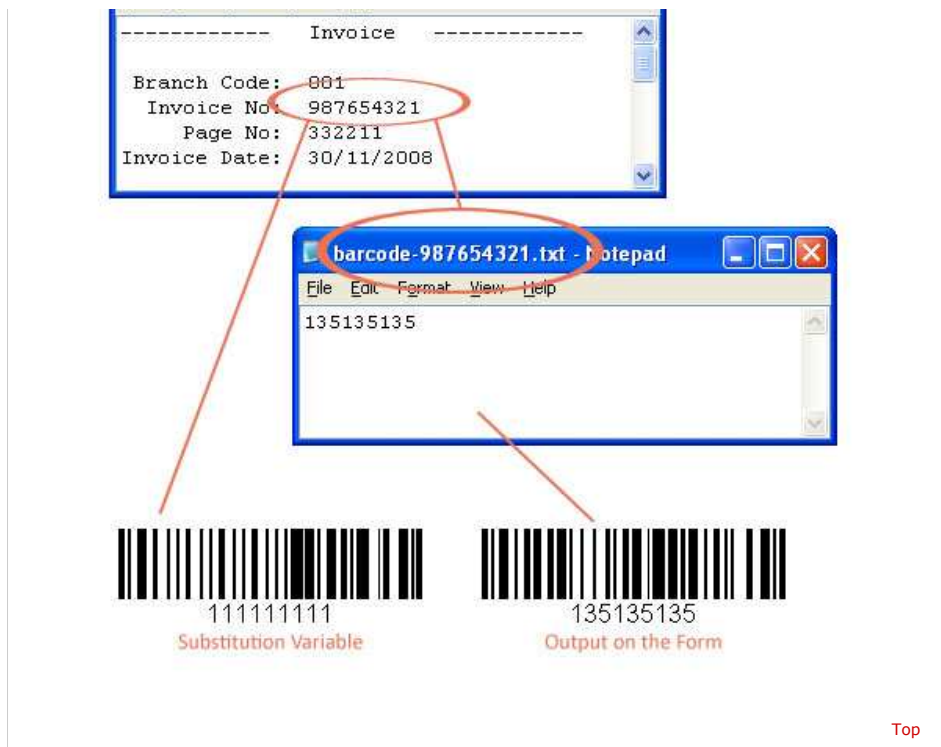 ------------ Invoice ------------
Branch Code: 001
Invoice No: 987654321
Page No: 332211
Invoice Date: 30/11/2008
barcode-987654321.txt - Notepad
File Edit Format View Help
135135135
111111111 135135135
Substitution Variable Output on the Form
Top